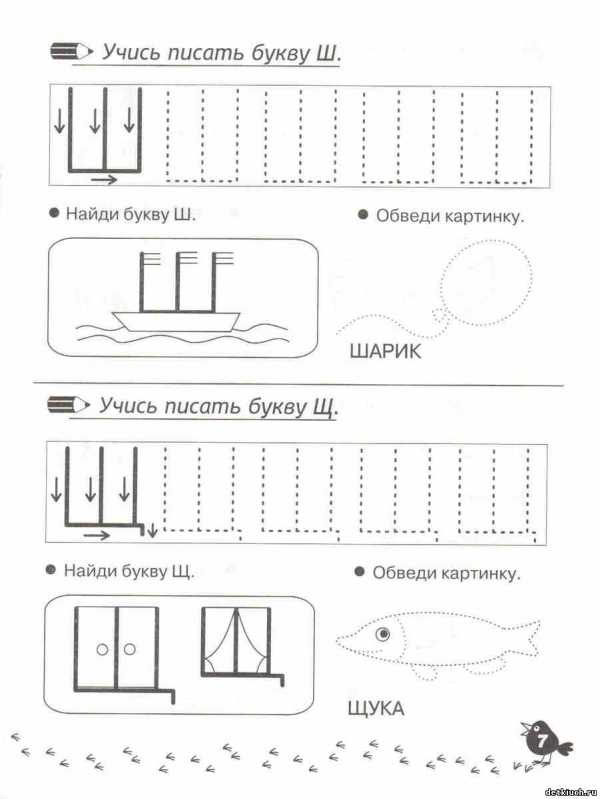 Учись писать букву Ш.
Найди букву Ш.
Обведи картинку.
ШАРИК
Учись писать букву Щ.
Найди букву Щ.
Обведи картинку.
ЩУКА
7
detkiuch.ru